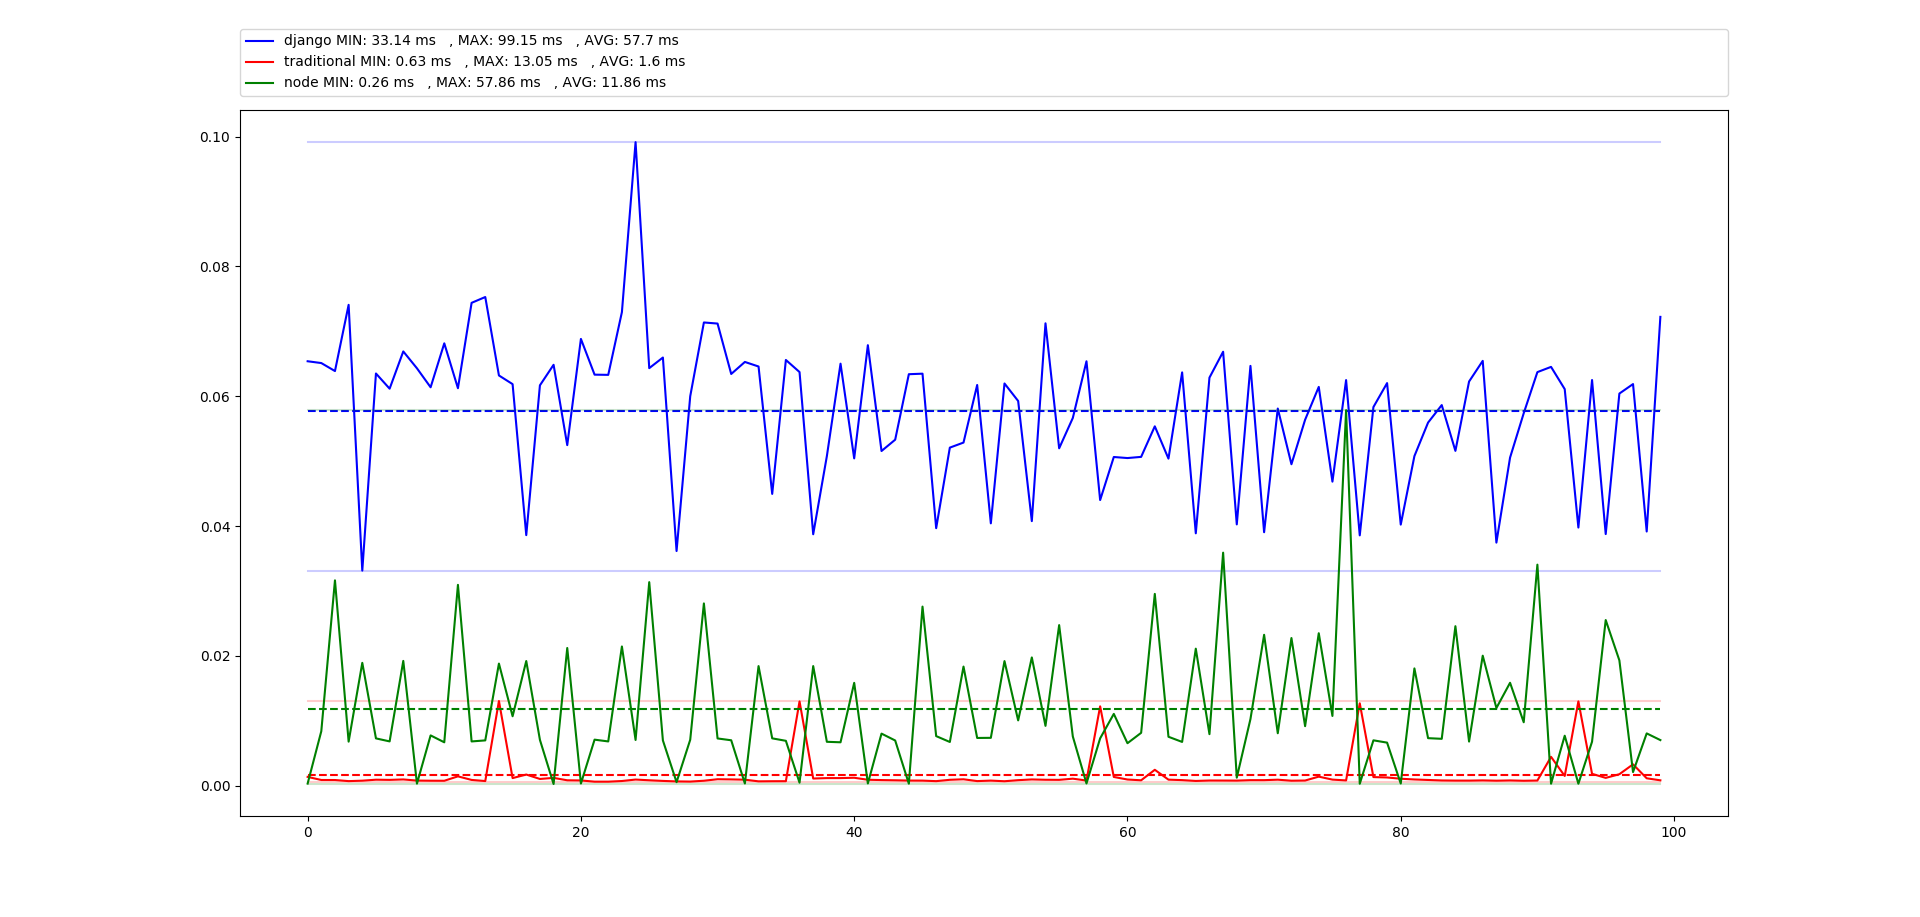 django MIN: 33.14 ms   , MAX: 99.15 ms   , AVG: 57.7 ms
traditional MIN: 0.63 ms   , MAX: 13.05 ms   , AVG: 1.6 ms
node MIN: 0.26 ms   , MAX: 57.86 ms   , AVG: 11.86 ms
0.10
0.08
0.06
0.04
0.02
0.00
0 20 40 60 80 100